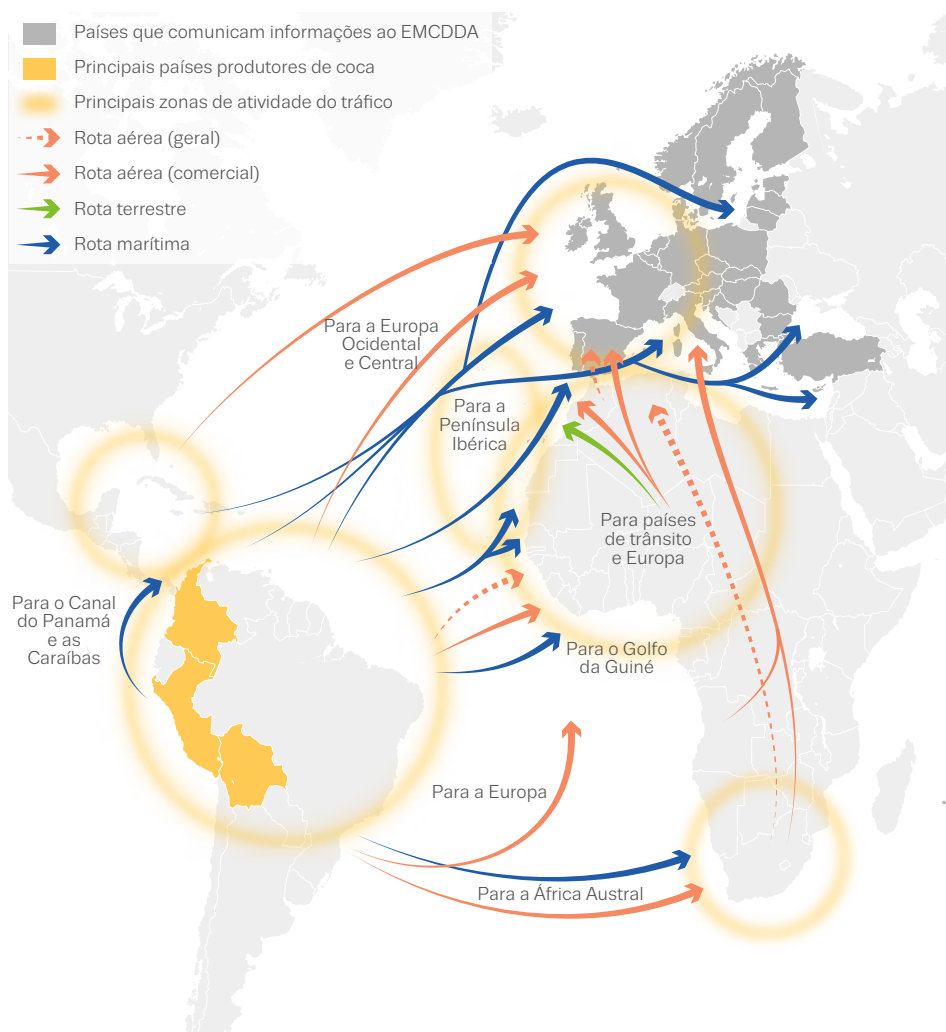 Países que comunicam informações ao EMCDDA
Principais países produtores de coca
Principais zonas de atividade do tráfico
Rota aérea (geral)
Rota aérea (comercial)
Rota terrestre
Rota marítima
Para a Europa
Ocidental
e Central
Para a
Península
Ibérica
Para países
de trânsito
e Europa
Para o Canal
do Panamá
e as
Caraíbas
Para o Golfo
da Guiné
Para a Europa
Para a África Austral